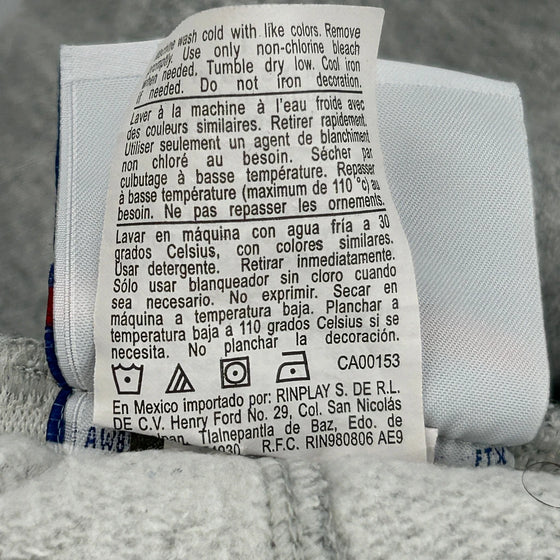 wash cold with like colors. Remove
promptly. Use only non-chlorine bleach
when needed. Tumble dry low. Cool iron
if needed. Do not iron decoration.
Laver à la machine à l'eau froide avec
des couleurs similaires. Retirer rapidement.
Utiliser seulement un agent de blanchiment
non chloré au besoin. Sécher par
culbutage à basse température. Repasser
à basse température (maximum de 110 °c) au
besoin. Ne pas repasser les ornements.
Lavar en máquina con agua fría a 30
grados Celsius, con colores similares.
Usar detergente. Retirar inmediatamente.
Sólo usar blanqueador sin cloro cuando
sea necesario. No exprimir. Secar en
máquina a temperatura baja. Planchar a
temperatura baja a 110 grados Celsius si se
necesita. No planchar la decoración.
CA00153
En Mexico importado por: RINPLAY S. DE R.L.
DE C.V. Henry Ford No. 29, Col. San Nicolás
Tlalnepantla de Baz, Edo. de
R.F.C. RIN980806 AE9
FTX